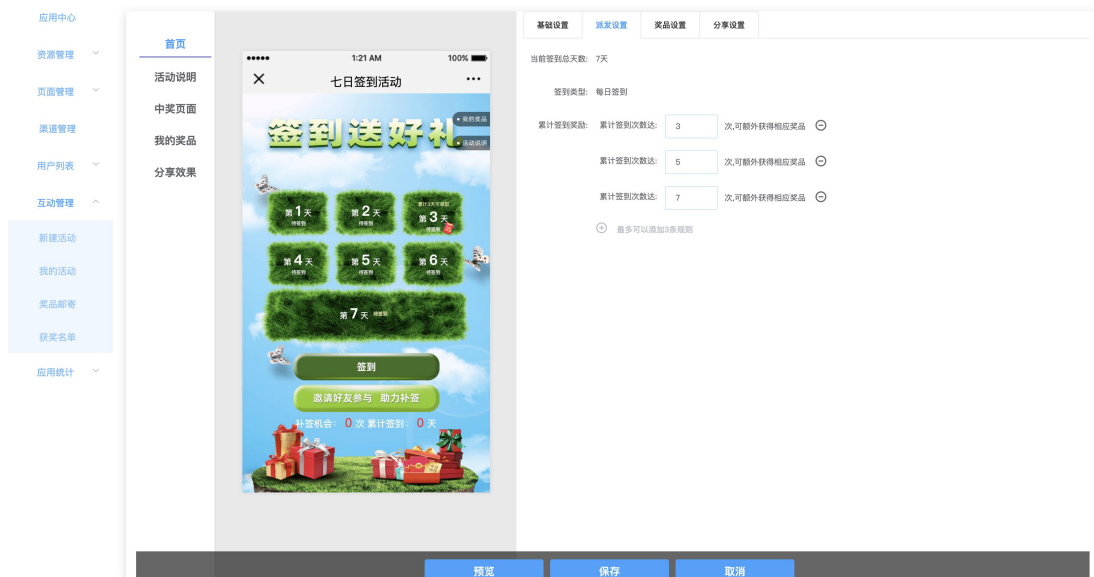 应用中心
资源管理
页面管理
渠道管理
用户列表
互动管理
新建活动
我的活动
奖品邮寄
获奖名单
应用统计
首页
活动说明
中奖页面
我的奖品
分享效果
1:21 AM 100%
七日签到活动
签到送好礼
我的奖品
活动说明
第1天
待签到
第2天
待签到
第3天
待签到
第4天
待签到
第5天
待签到
第6天
待签到
第7天 待签到
签到
邀请好友参与 助力补签
补签机会: 0 次 累计签到: 0 天
基础设置 派发设置 奖品设置 分享设置
当前签到总天数: 7天
签到类型: 每日签到
累计签到奖励: 累计签到次数达: 3 次,可额外获得相应奖品
累计签到次数达: 5 次,可额外获得相应奖品
累计签到次数达: 7 次,可额外获得相应奖品
最多可以追加3条规则
预览 保存 取消